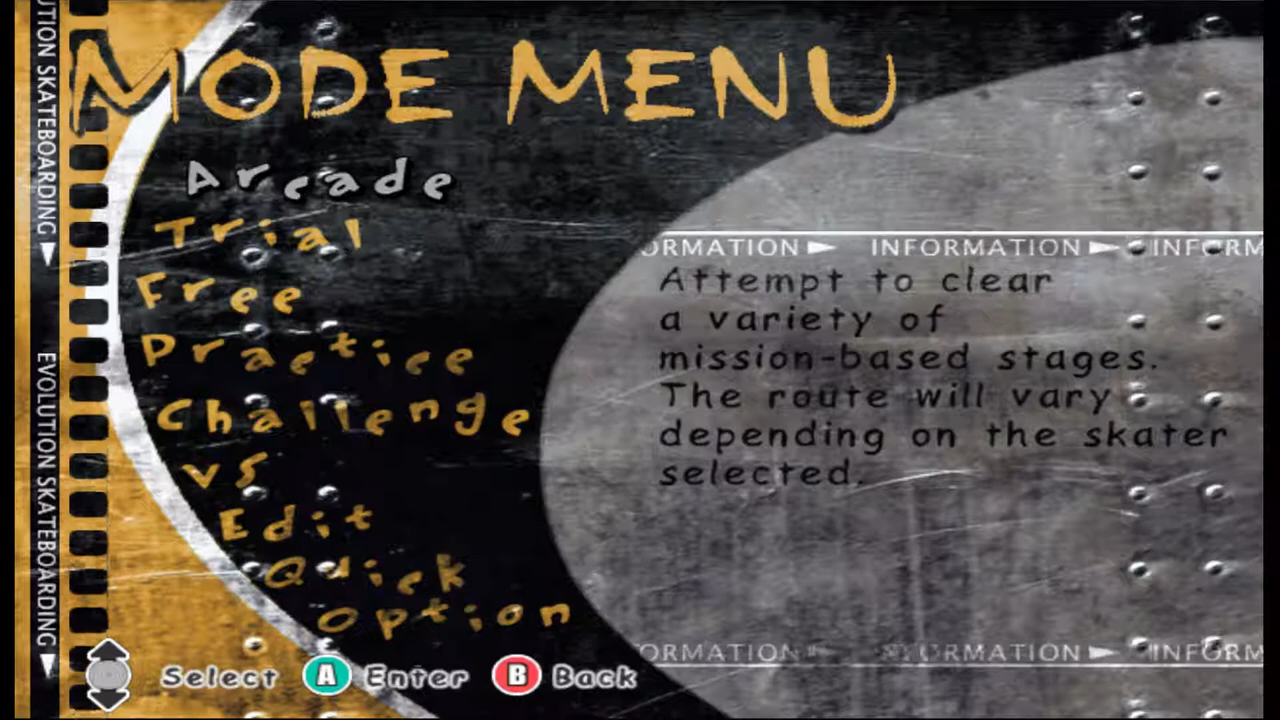 UTION SKATEBOARDING
EVOLUTION SKATEBOARDING
MODE MENU
Arcade
Trial
Free
Practice
Challenge
vs
Edit
Quick
Option
ORMATION INFORMATION INFORM
Attempt to clear
a variety of
mission-based stages.
The route will vary
depending on the skater
selected.
ORMATION ORMATION INFORM
Select A Enter B Back